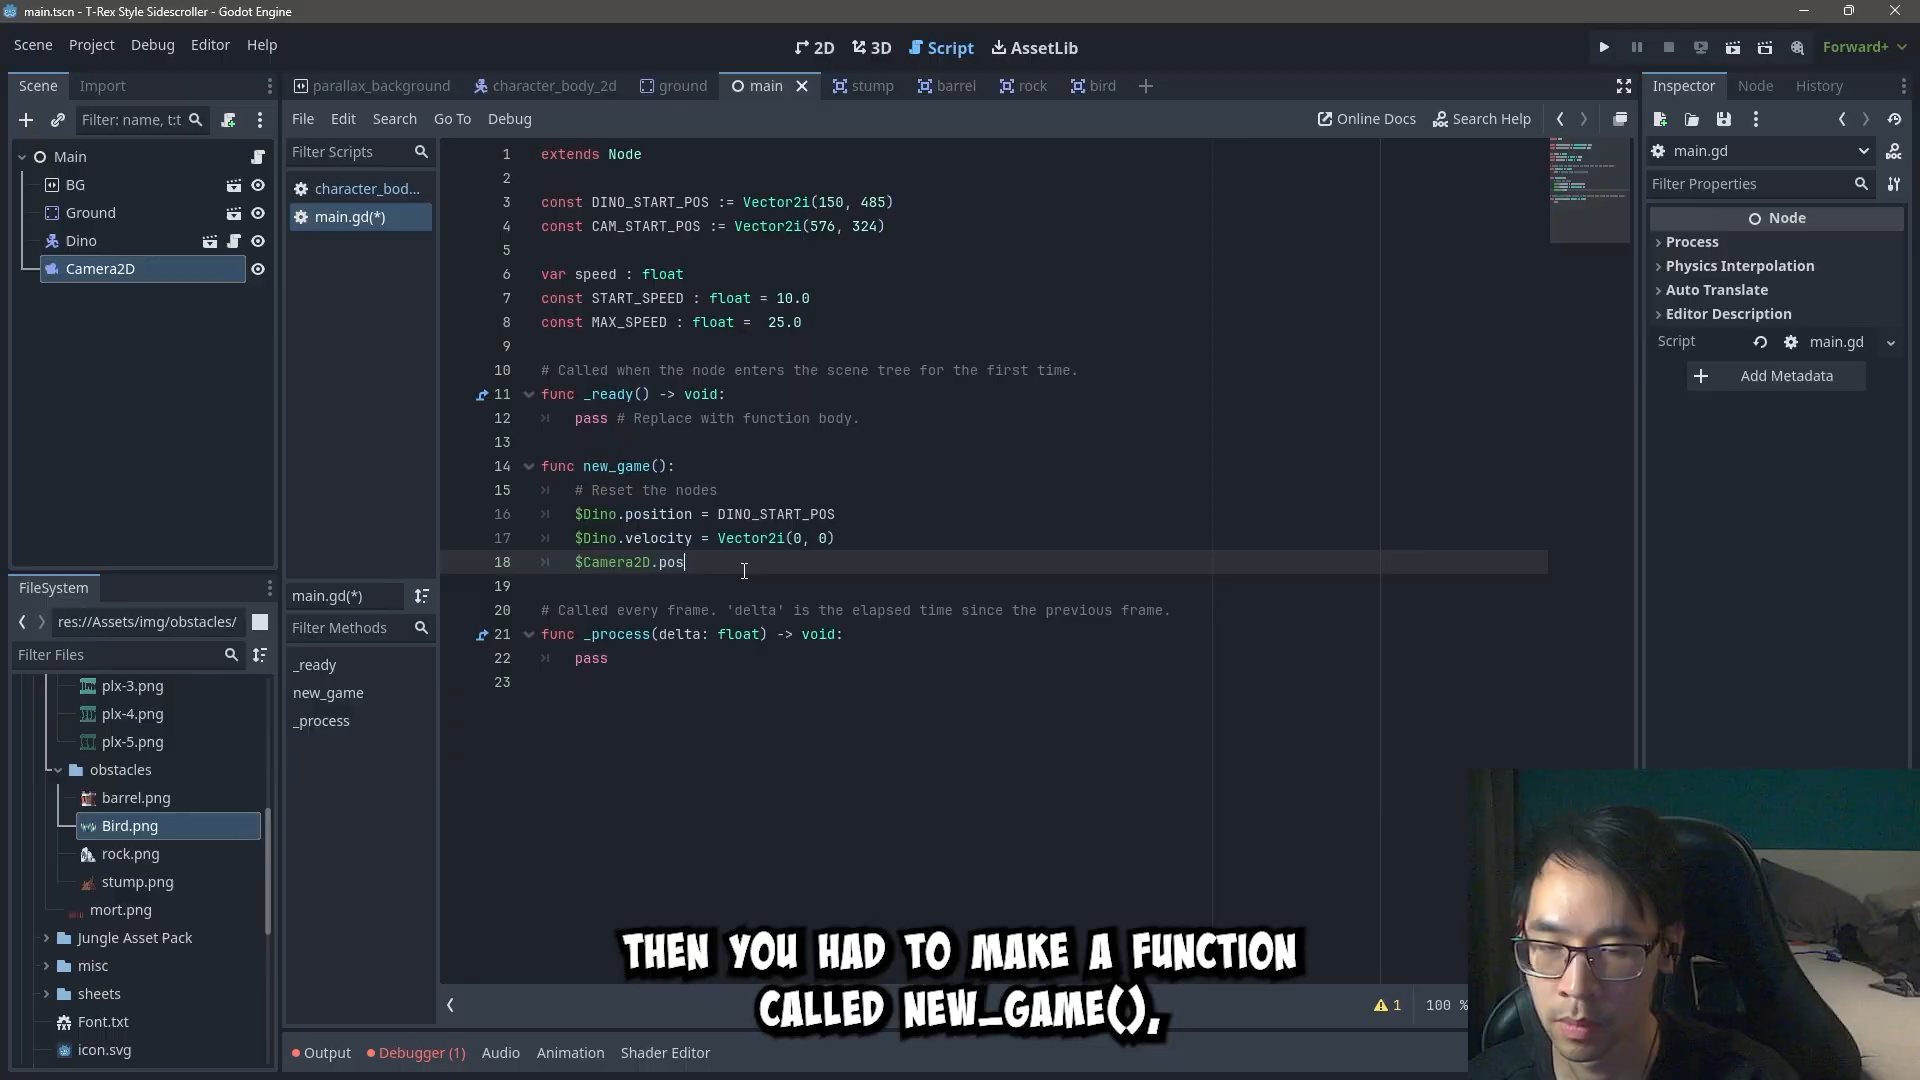 main.tscn - T-Rex Style Sidescroller - Godot Engine
Scene Project Debug Editor Help
2D 3D Script AssetLib
Forward+
Scene Import
Filter: name, t:t
Main
BG
Ground
Dino
Camera2D
FileSystem
res://Assets/img/obstacles/
Filter Files
plx-3.png
plx-4.png
plx-5.png
obstacles
barrel.png
Bird.png
rock.png
stump.png
mort.png
Jungle Asset Pack
misc
sheets
Font.txt
icon.svg
parallax_background character_body_2d ground main stump barrel rock bird
File Edit Search Go To Debug
Online Docs Search Help
Filter Scripts
character_bod...
main.gd(*)
main.gd(*)
Filter Methods
_ready
new_game
_process
1 extends Node
2
3 const DINO_START_POS := Vector2i(150, 485)
4 const CAM_START_POS := Vector2i(576, 324)
5
6 var speed : float
7 const START_SPEED : float = 10.0
8 const MAX_SPEED : float =  25.0
9
10 # Called when the node enters the scene tree for the first time.
11 func _ready() -> void:
12 pass # Replace with function body.
13
14 func new_game():
15 # Reset the nodes
16 $Dino.position = DINO_START_POS
17 $Dino.velocity = Vector2i(0, 0)
18 $Camera2D.pos
19
20 # Called every frame. 'delta' is the elapsed time since the previous frame.
21 func _process(delta: float) -> void:
22 pass
23
1 100 %
Output Debugger (1) Audio Animation Shader Editor
Inspector Node History
main.gd
Filter Properties
Node
Process
Physics Interpolation
Auto Translate
Editor Description
Script main.gd
Add Metadata
THEN YOU HAD TO MAKE A FUNCTION
CALLED NEW_GAME(),